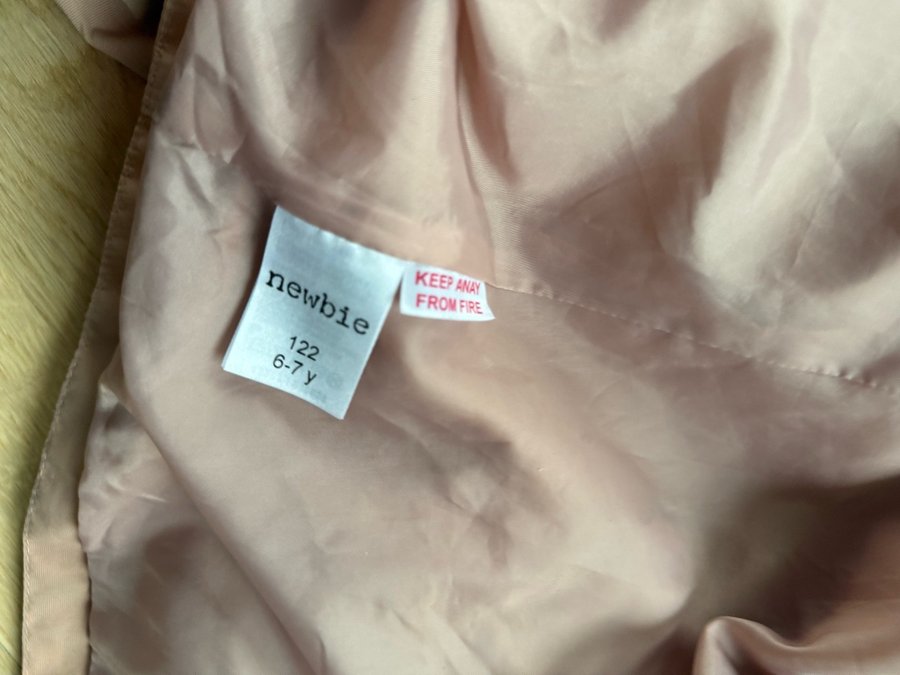 newbie
122
6-7 y
KEEP AWAY
FROM FIRE